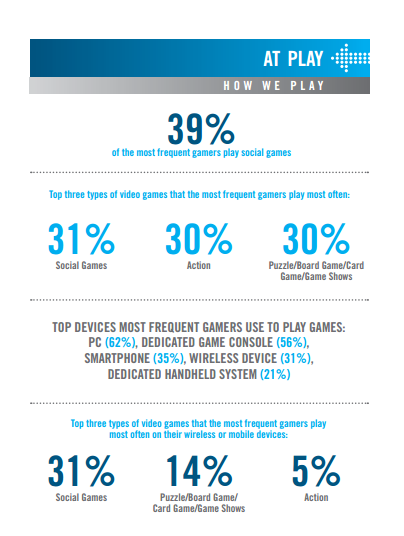 AT PLAY
HOW WE PLAY
39%
of the most frequent gamers play social games
Top three types of video games that the most frequent gamers play most often:
31%
Social Games
30%
Action
30%
Puzzle/Board Game/Card
Game/Game Shows
TOP DEVICES MOST FREQUENT GAMERS USE TO PLAY GAMES:
PC (62%), DEDICATED GAME CONSOLE (56%),
SMARTPHONE (35%), WIRELESS DEVICE (31%),
DEDICATED HANDHELD SYSTEM (21%)
Top three types of video games that the most frequent gamers play
most often on their wireless or mobile devices:
31%
Social Games
14%
Puzzle/Board Game/
Card Game/Game Shows
5%
Action